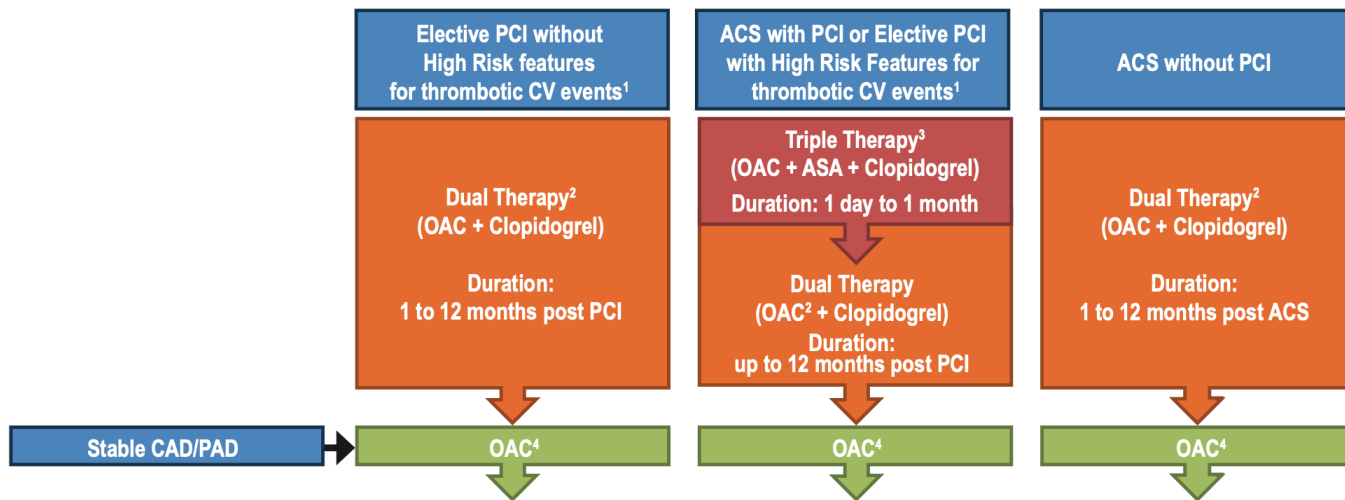 Elective PCI without
High Risk features
for thrombotic CV events¹
ACS with PCI or Elective PCI
with High Risk Features for
thrombotic CV events¹
ACS without PCI
Dual Therapy²
(OAC + Clopidogrel)
Duration:
1 to 12 months post PCI
Triple Therapy³
(OAC + ASA + Clopidogrel)
Duration: 1 day to 1 month
Dual Therapy
(OAC² + Clopidogrel)
Duration:
up to 12 months post PCI
Dual Therapy²
(OAC + Clopidogrel)
Duration:
1 to 12 months post ACS
Stable CAD/PAD
OAC⁴
OAC⁴
OAC⁴